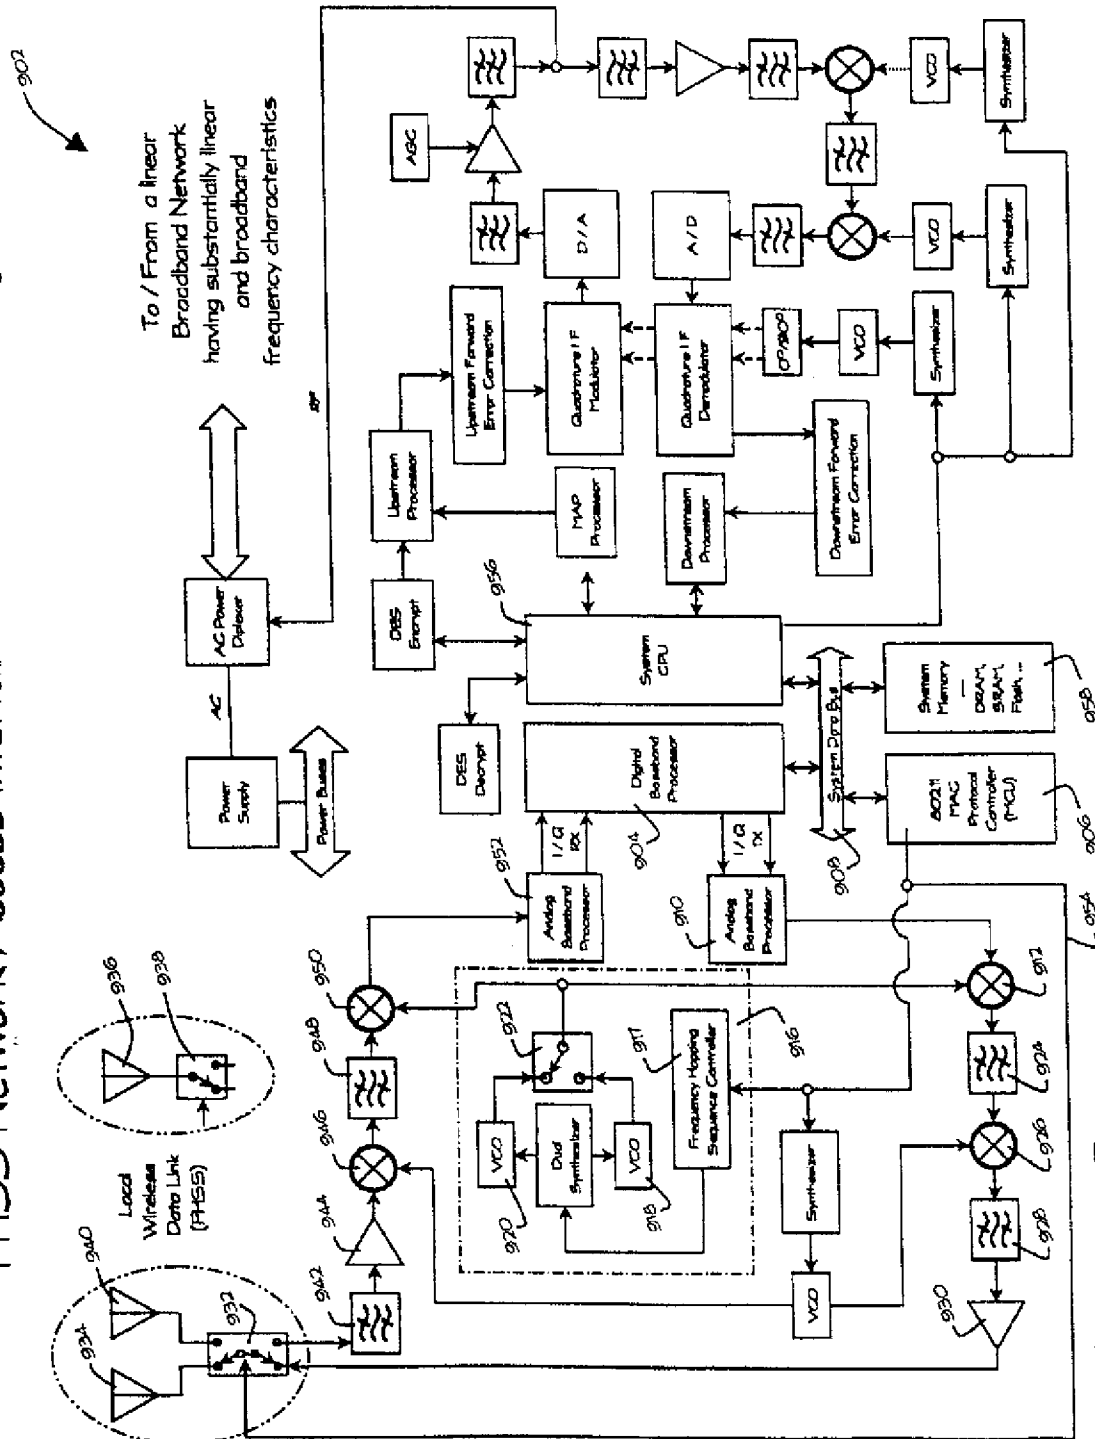 902
To / From a linear
Broadband Network
having substantially linear
and broadband
frequency characteristics
RF
AC Power
Diplexer
AC
Power
Supply
Power Buses
936
938
Local
Wireless
Data Link
(FHSS)
940
934
932
942
944
946
948
950
952
Analog
Baseband
Processor
I/Q
RX
904
Digital
Baseband
Processor
I/Q
TX
910
Analog
Baseband
Processor
908
System Data Bus
DES
Decrypt
DES
Encrypt
956
System
CPU
Upstream
Processor
MAP
Processor
Downstream
Processor
Upstream Forward
Error Correction
Downstream Forward
Error Correction
Quadrature IF
Modulator
Quadrature IF
Demodulator
0°/90°
VCO
Synthesizer
D/A
A/D
AGC
VCO
Synthesizer
VCO
Synthesizer
System
Memory
—
DRAM,
SRAM,
Flash, ...
958
802.11
MAC
Protocol
Controller
(MCU)
906
954
912
924
926
928
930
916
917
Frequency Hopping
Sequence Controller
922
VCO
920
Dual
Synthesizer
VCO
918
Synthesizer
VCO